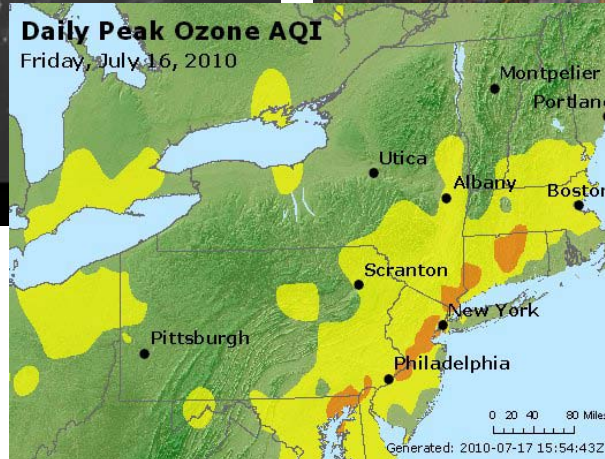 Daily Peak Ozone AQI
Friday, July 16, 2010
Montpelier
Portland
Utica
Albany
Boston
Scranton
New York
Pittsburgh
Philadelphia
0 20 40 80 Miles
Generated: 2010-07-17 15:54:43Z